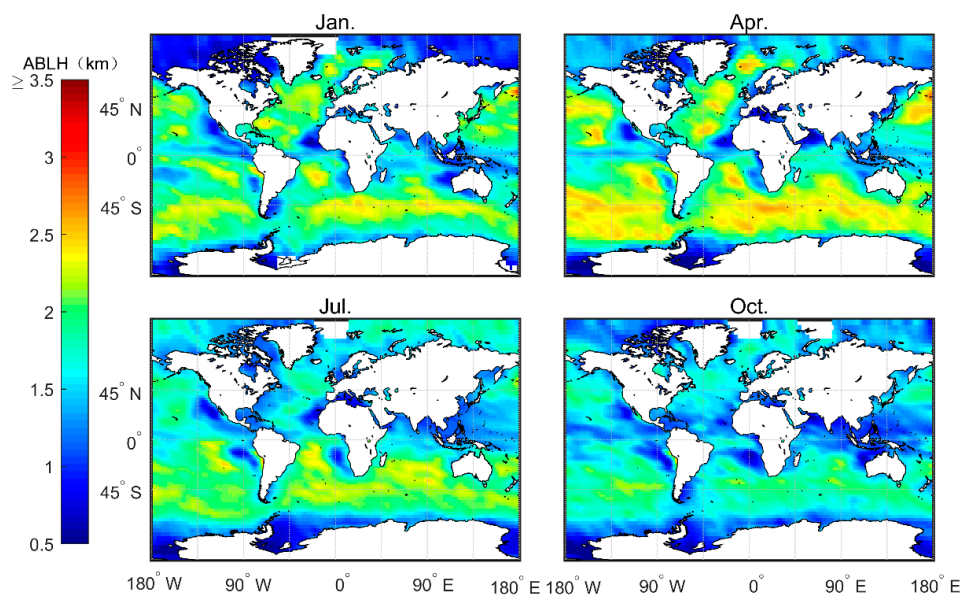 Jan.
Apr.
ABLH（km）
≥ 3.5
3
2.5
2
1.5
1
0.5
45° N
0°
45° S
Jul.
Oct.
45° N
0°
45° S
180° W
90° W
0°
90° E
180° E
180° W
90° W
0°
90° E
180° E